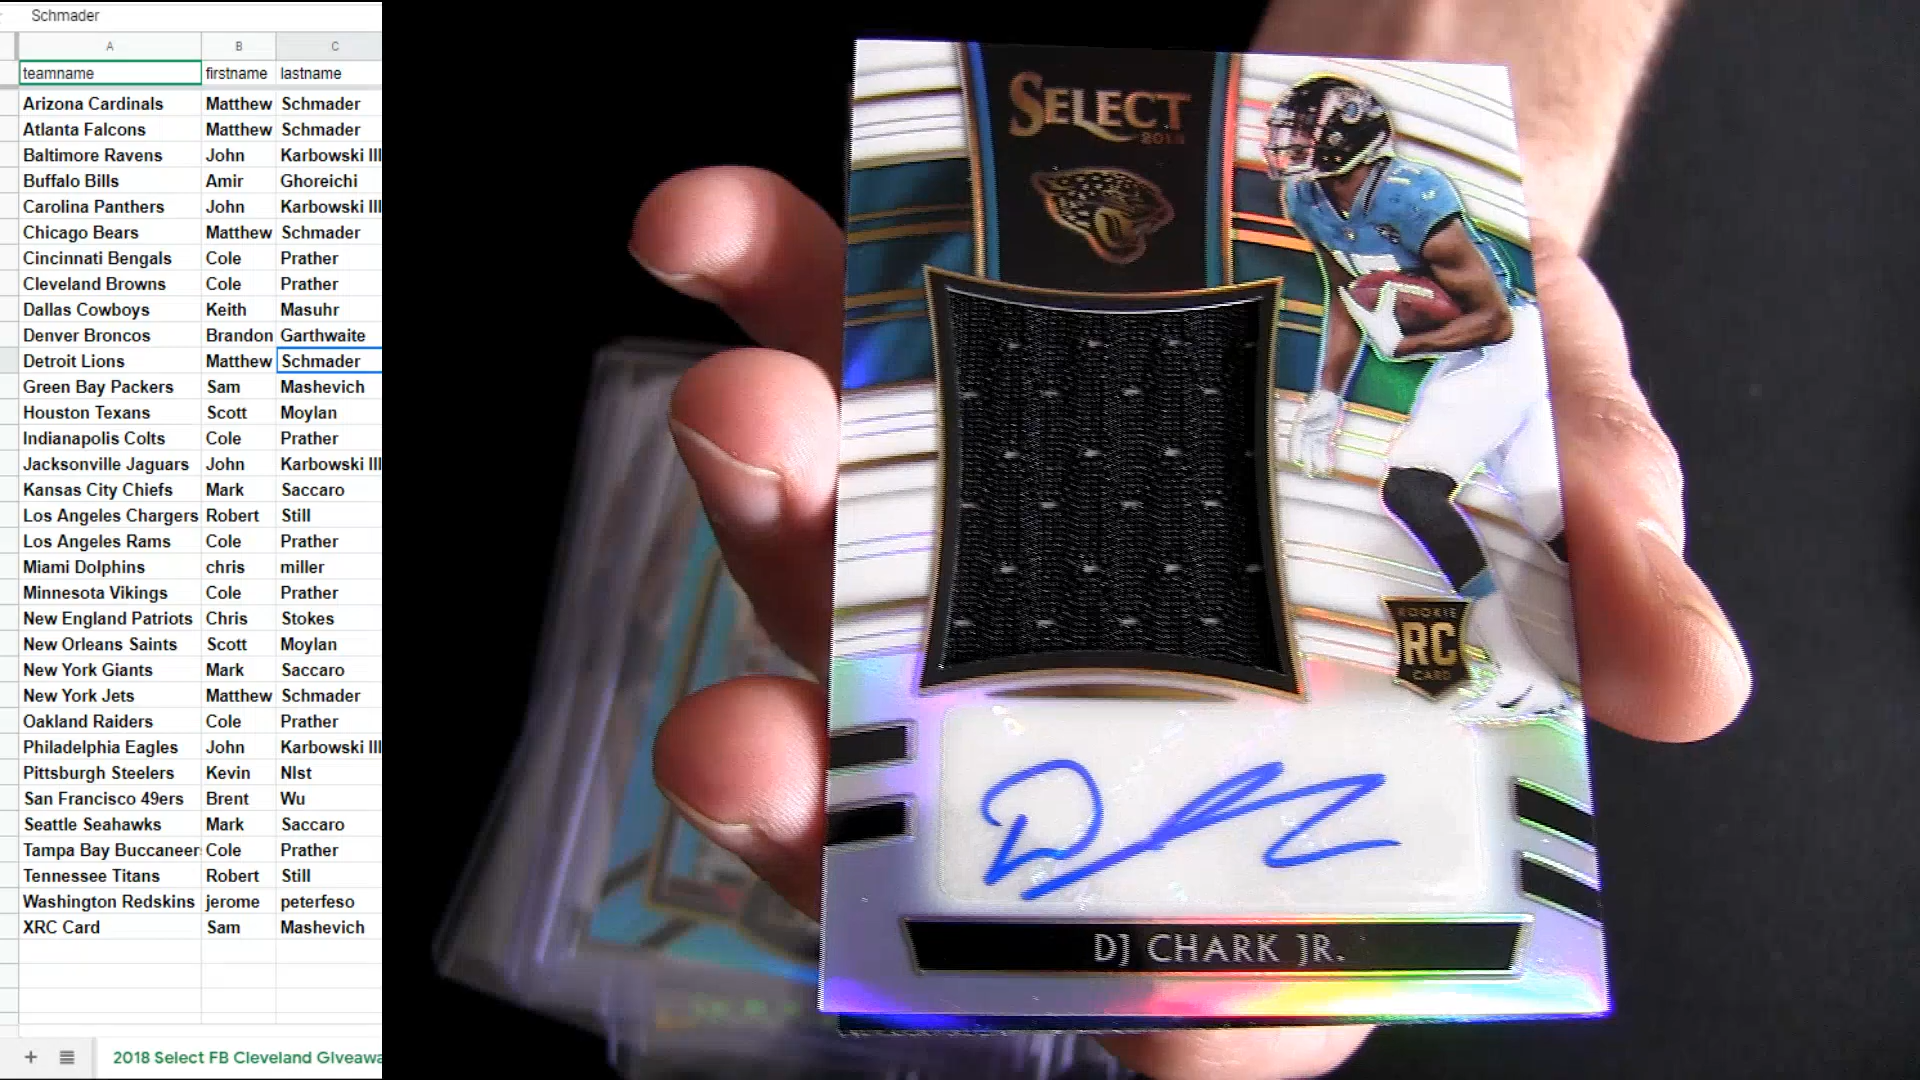 Schmader
A B C
teamname firstname lastname
Arizona Cardinals Matthew Schmader
Atlanta Falcons Matthew Schmader
Baltimore Ravens John Karbowski III
Buffalo Bills Amir Ghoreichi
Carolina Panthers John Karbowski III
Chicago Bears Matthew Schmader
Cincinnati Bengals Cole Prather
Cleveland Browns Cole Prather
Dallas Cowboys Keith Masuhr
Denver Broncos Brandon Garthwaite
Detroit Lions Matthew Schmader
Green Bay Packers Sam Mashevich
Houston Texans Scott Moylan
Indianapolis Colts Cole Prather
Jacksonville Jaguars John Karbowski III
Kansas City Chiefs Mark Saccaro
Los Angeles Chargers Robert Still
Los Angeles Rams Cole Prather
Miami Dolphins chris miller
Minnesota Vikings Cole Prather
New England Patriots Chris Stokes
New Orleans Saints Scott Moylan
New York Giants Mark Saccaro
New York Jets Matthew Schmader
Oakland Raiders Cole Prather
Philadelphia Eagles John Karbowski III
Pittsburgh Steelers Kevin NIst
San Francisco 49ers Brent Wu
Seattle Seahawks Mark Saccaro
Tampa Bay Buccaneer Cole Prather
Tennessee Titans Robert Still
Washington Redskins jerome peterfeso
XRC Card Sam Mashevich
2018 Select FB Cleveland GIveawa
SELECT
2018
17
ROOKIE
RC
CARD
DJ CHARK JR.